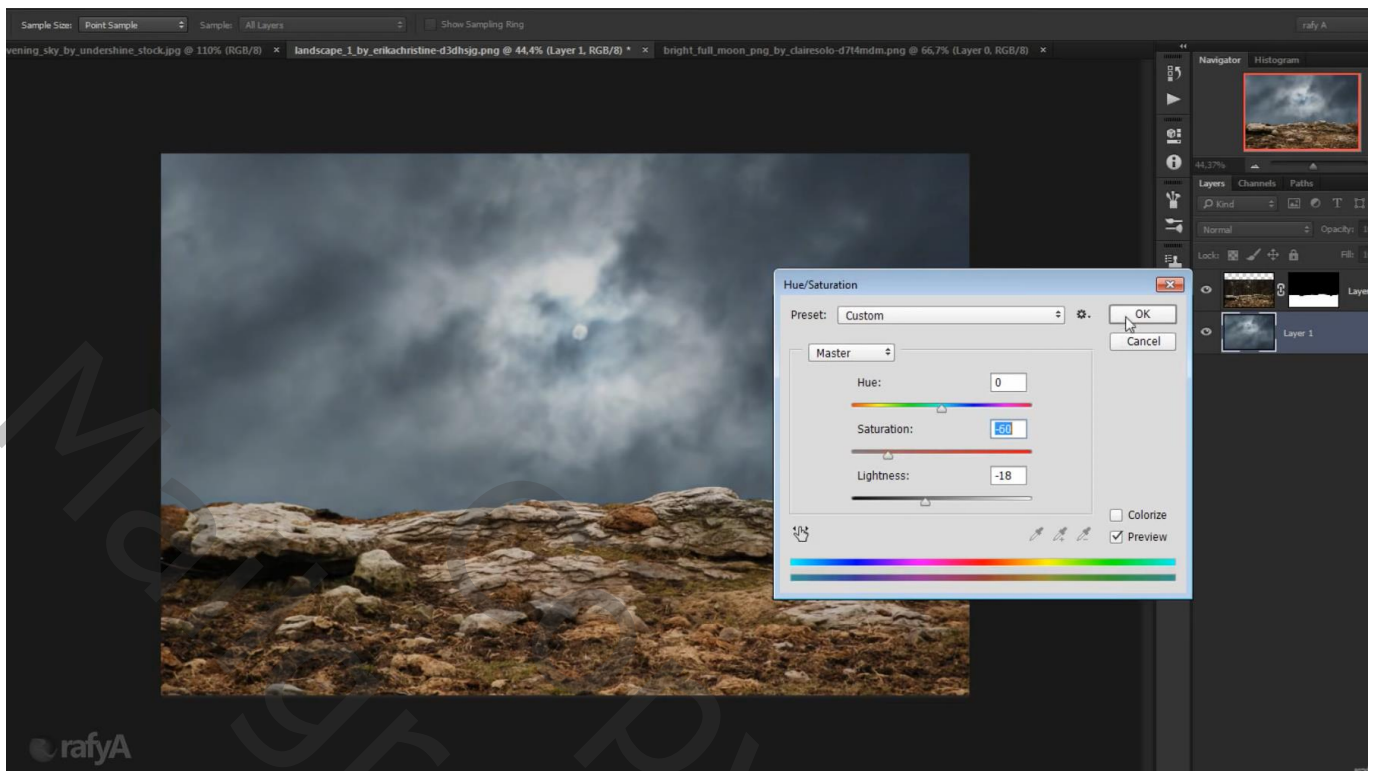 Sample Size: Point Sample Sample: All Layers Show Sampling Ring rafy A
vening_sky_by_undershine_stock.jpg @ 110% (RGB/8) × landscape_1_by_erikachristine-d3dhsjg.png @ 44,4% (Layer 1, RGB/8) * × bright_full_moon_png_by_clairesolo-d7t4mdm.png @ 66,7% (Layer 0, RGB/8) ×
Navigator Histogram
44,37%
Layers Channels Paths
Kind
Normal Opacity:
Lock: Fill:
Laye
Layer 1
Hue/Saturation
Preset: Custom OK
Cancel
Master
Hue: 0
Saturation: -60
Lightness: -18
Colorize
Preview
rafyA